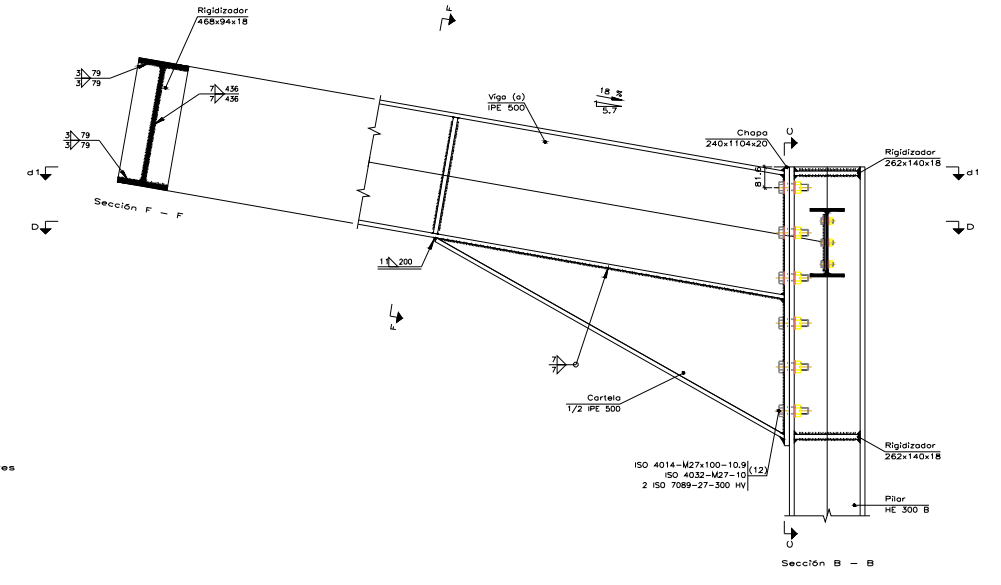 Rigidizador
468x94x18
F
3 79
3 79
7 436
7 436
3 79
3 79
d1
D
Sección F - F
Viga (a)
IPE 500
18 %
5.7
Chapa
240x1104x20
C
81.6
Rigidizador
262x140x18
d1
D
11 200
F
7
7
Cartela
1/2 IPE 500
ISO 4014-M27x100-10.9
ISO 4032-M27-10
2 ISO 7089-27-300 HV
(12)
Rigidizador
262x140x18
es
Pilar
HE 300 B
C
Sección B - B